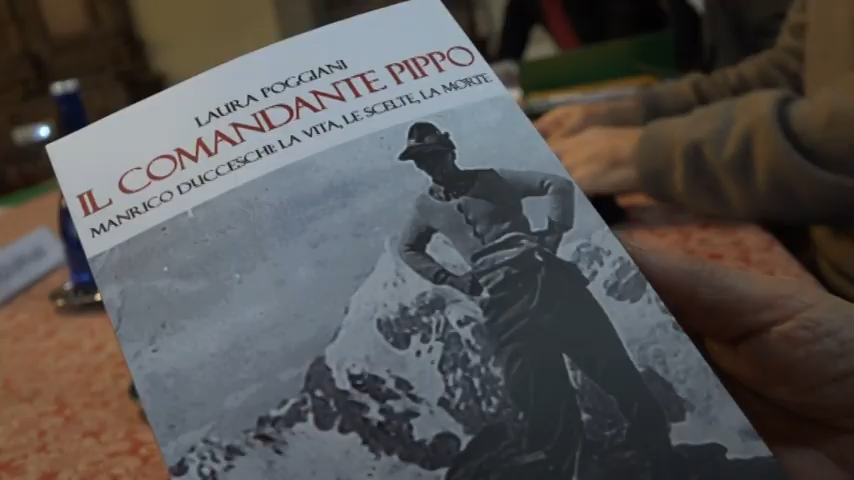 LAURA POGGIANI
IL COMANDANTE PIPPO
MANRICO DUCCESCHI: LA VITA, LE SCELTE, LA MORTE